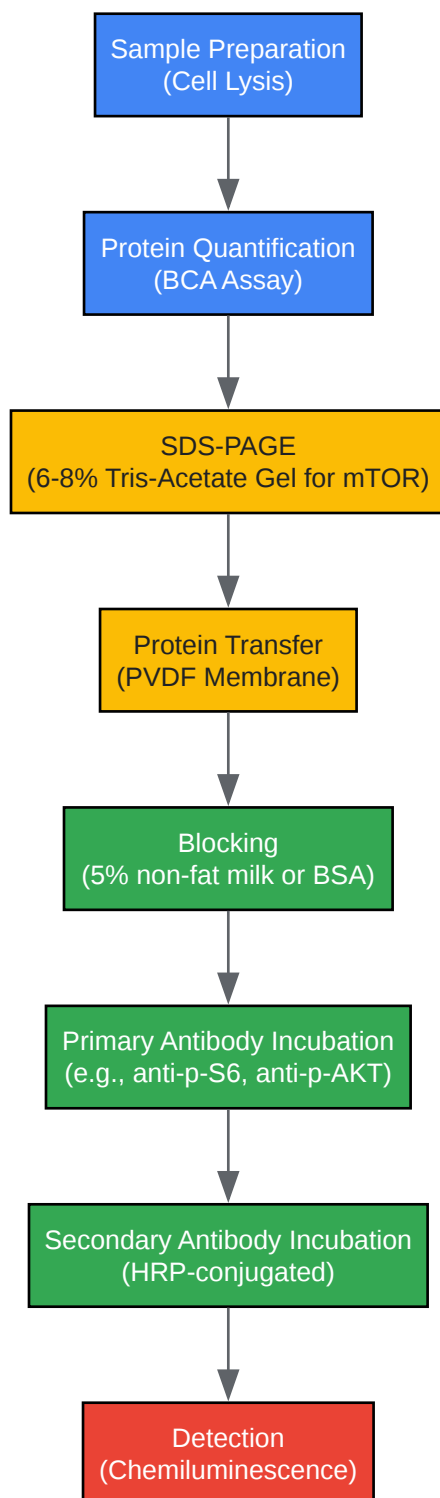 Sample Preparation
(Cell Lysis)
Protein Quantification
(BCA Assay)
SDS-PAGE
(6-8% Tris-Acetate Gel for mTOR)
Protein Transfer
(PVDF Membrane)
Blocking
(5% non-fat milk or BSA)
Primary Antibody Incubation
(e.g., anti-p-S6, anti-p-AKT)
Secondary Antibody Incubation
(HRP-conjugated)
Detection
(Chemiluminescence)